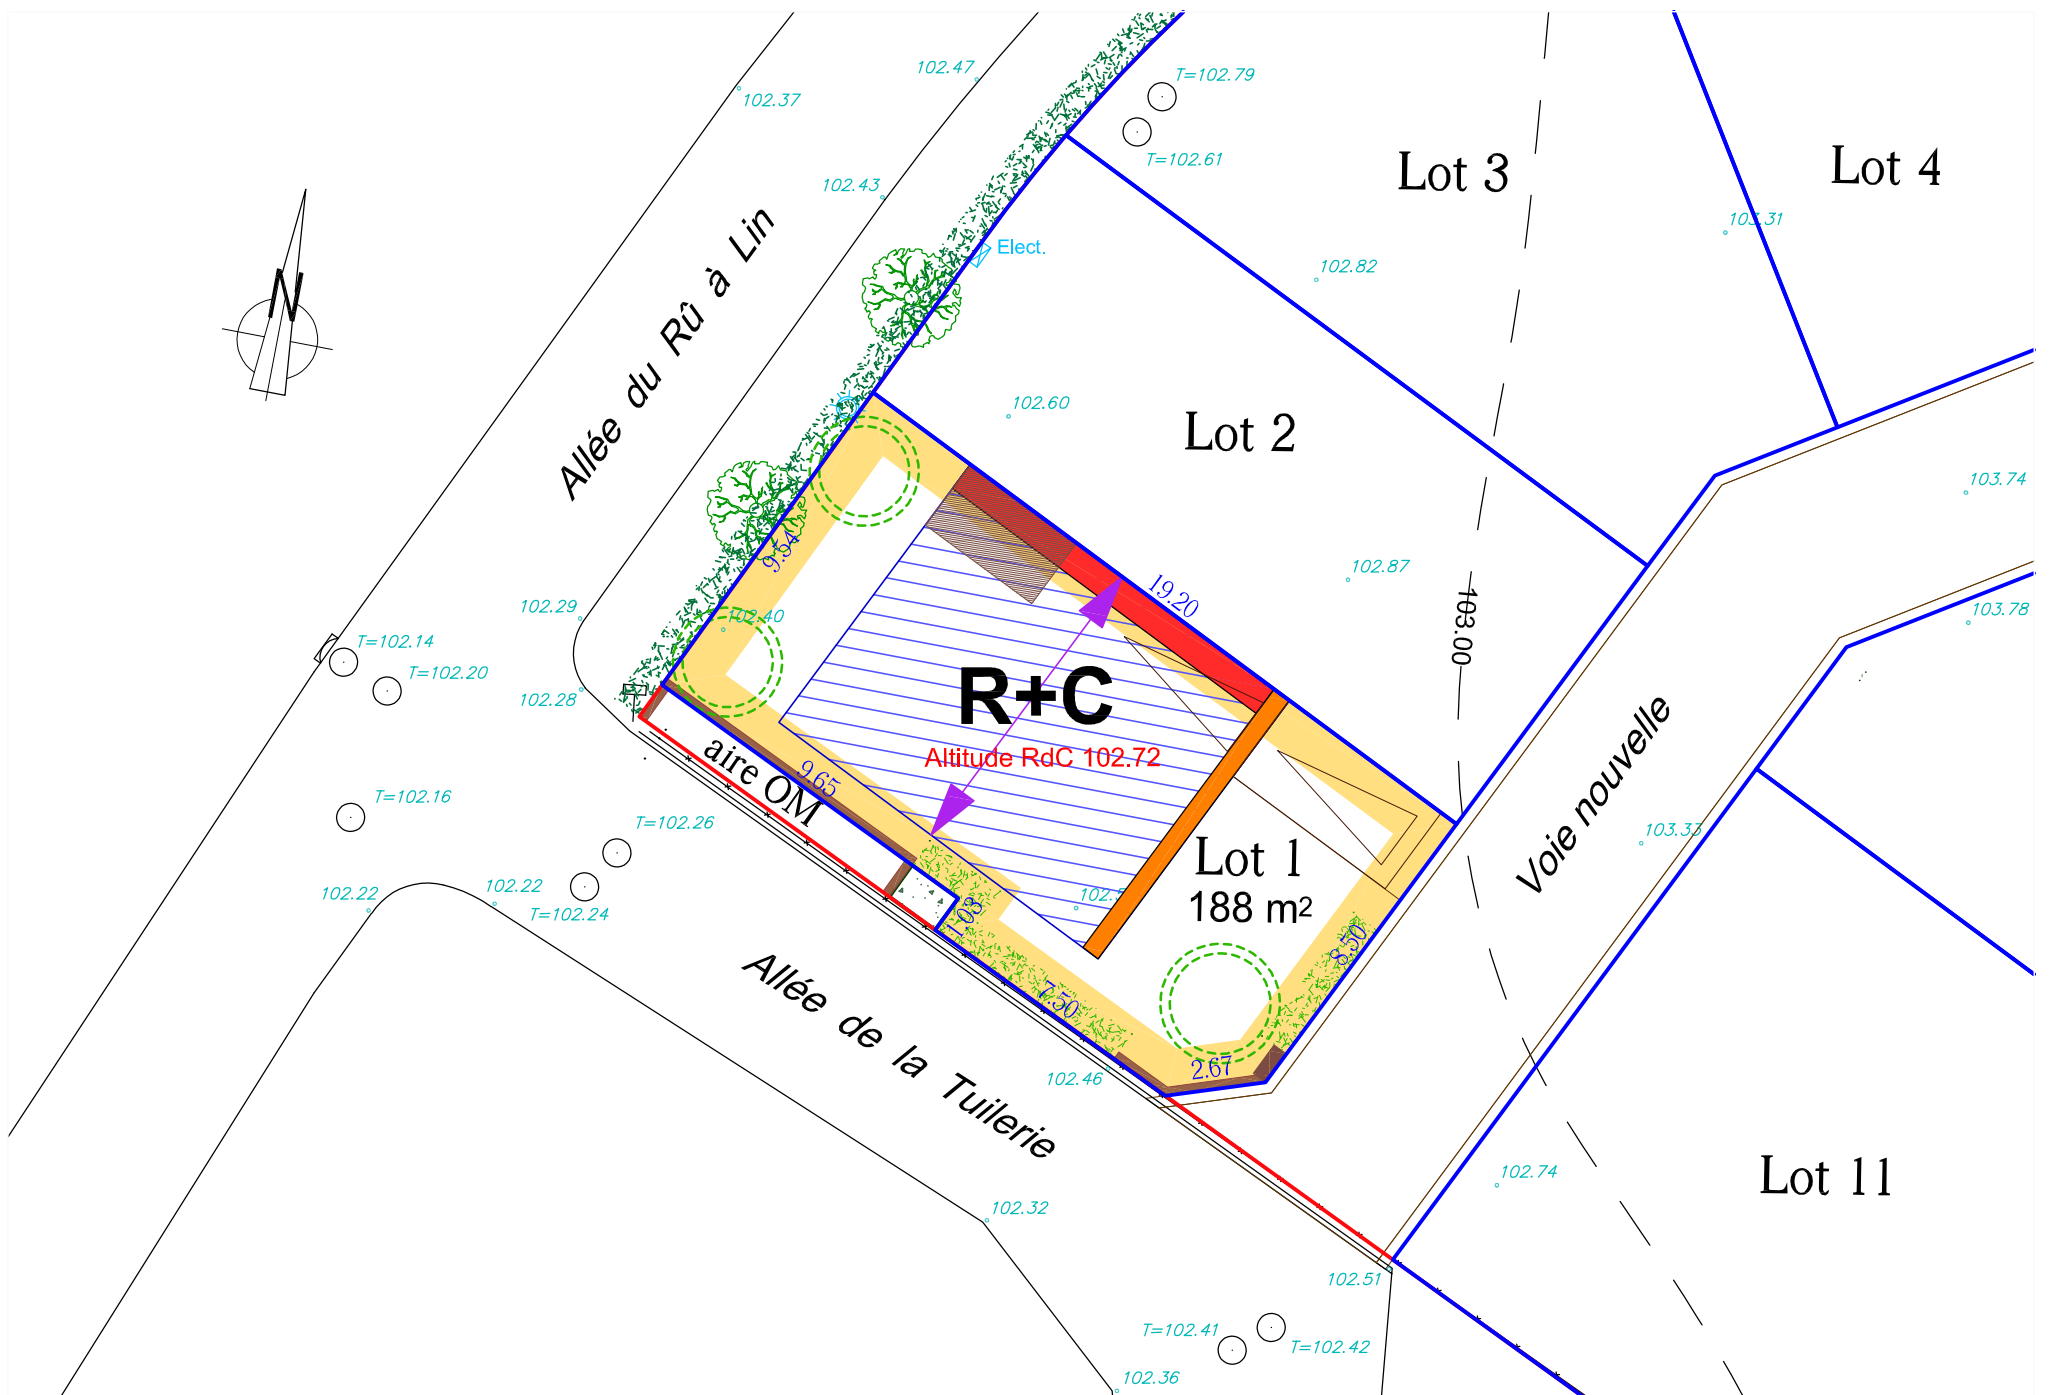 102.47
102.37
T=102.79
T=102.61
Lot 3
Lot 4
102.43
103.31
Allée du Rû à Lin
Elect.
102.82
N
102.60
Lot 2
103.74
9.54
102.87
19.20
102.29
102.40
103.00
103.78
T=102.14
T=102.20
102.28
R+C
Altitude RdC 102.72
aire OM
9.65
Voie nouvelle
T=102.16
T=102.26
103.33
Lot 1
188 m²
102.22
102.22
T=102.24
1.03
8.50
Allée de la Tuilerie
7.50
102.46
2.67
102.74
Lot 11
102.32
102.51
T=102.41
T=102.42
102.36